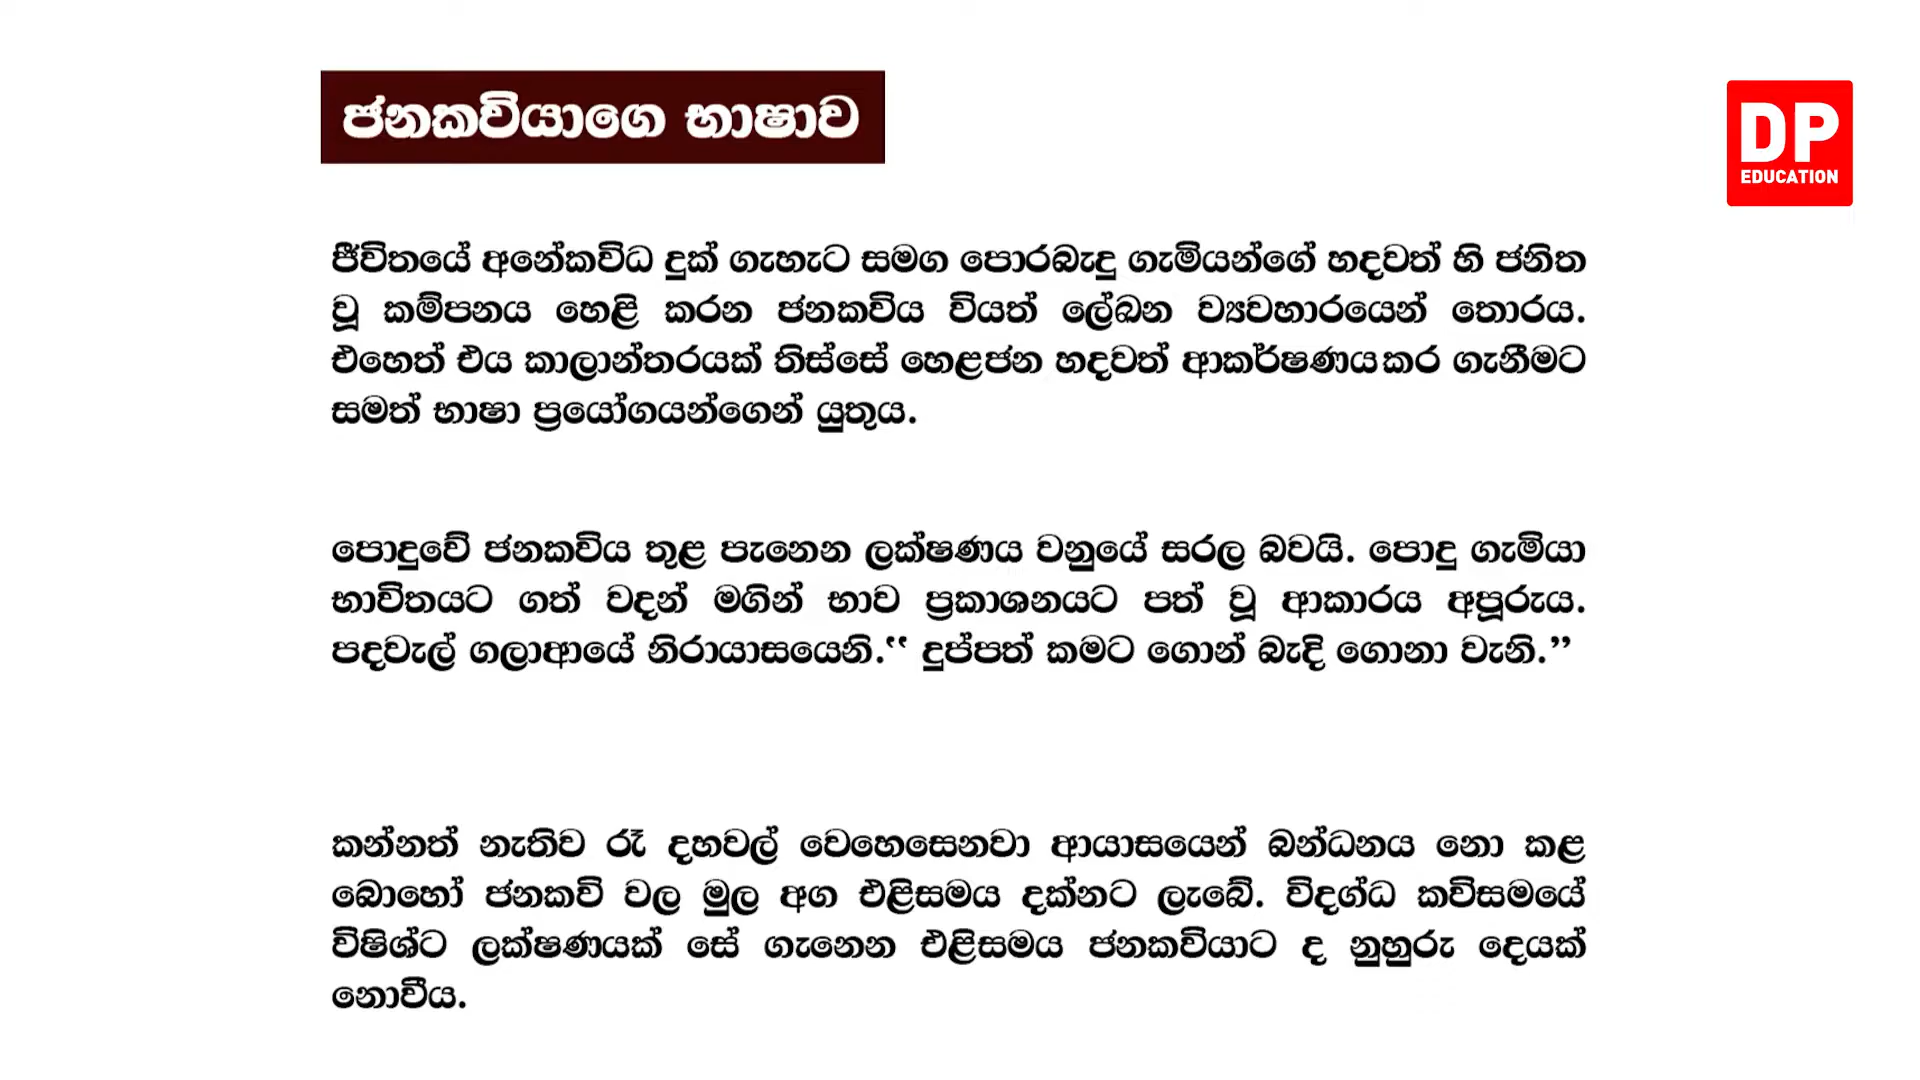 ජනකවියාගෙ භාෂාව
DP
EDUCATION
ජීවිතයේ අනේකවිධ දුක් ගැහැට සමග පොරබැදු ගැමියන්ගේ හදවත් හි ජනිත
වූ කම්පනය හෙළි කරන ජනකවිය වියත් ලේඛන ව්‍යවහාරයෙන් තොරය.
එහෙත් එය කාලාන්තරයක් තිස්සේ හෙළජන හදවත් ආකර්ෂණයකර ගැනීමට
සමත් භාෂා ප්‍රයෝගයන්ගෙන් යුතුය.
පොදුවේ ජනකවිය තුළ පැනෙන ලක්ෂණය වනුයේ සරල බවයි. පොදු ගැමියා
භාවිතයට ගත් වදන් මගින් භාව ප්‍රකාශනයට පත් වූ ආකාරය අපූරුය.
පදවැල් ගලාආයේ නිරායාසයෙනි.“ දුප්පත් කමට ගොන් බැදි ගොනා වැනි.”
කන්නත් නැතිව රෑ දහවල් වෙහෙසෙනවා ආයාසයෙන් බන්ධනය නො කළ
බොහෝ ජනකවි වල මුල අග එළිසමය දක්නට ලැබේ. විදග්ධ කවිසමයේ
විෂිශ්ට ලක්ෂණයක් සේ ගැනෙන එළිසමය ජනකවියාට ද නුහුරු දෙයක්
නොවීය.